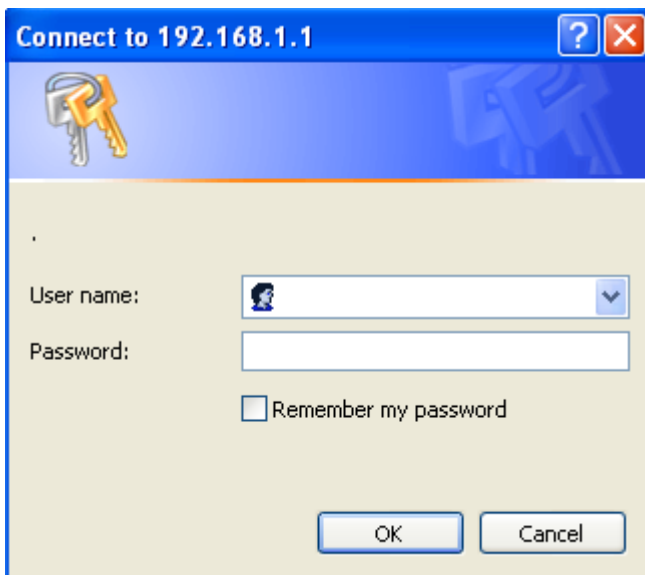 Connect to 192.168.1.1
?
.
User name:
Password:
Remember my password
OK
Cancel